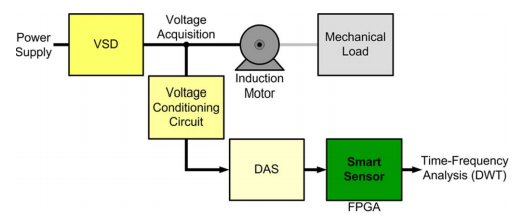 Power
Supply
VSD
Voltage
Acquisition
Induction
Motor
Mechanical
Load
Voltage
Conditioning
Circuit
DAS
Smart
Sensor
FPGA
Time-Frequency
Analysis (DWT)